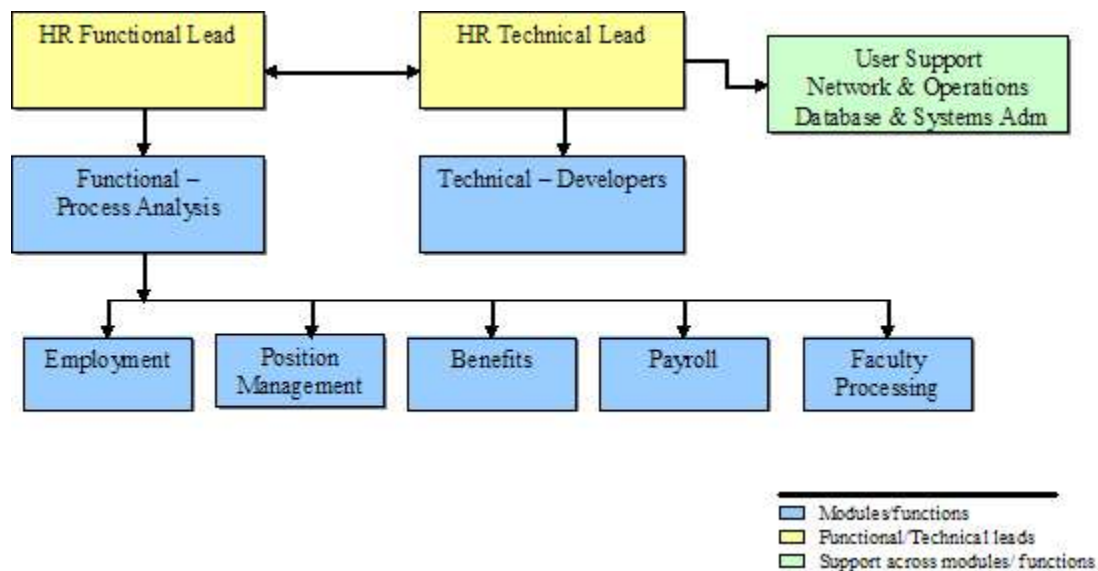 HR Functional Lead
HR Technical Lead
User Support
Network & Operations
Database & Systems Adm
Functional –
Process Analysis
Technical – Developers
Employment
Position
Management
Benefits
Payroll
Faculty
Processing
Modules/functions
Functional/Technical leads
Support across modules/ functions